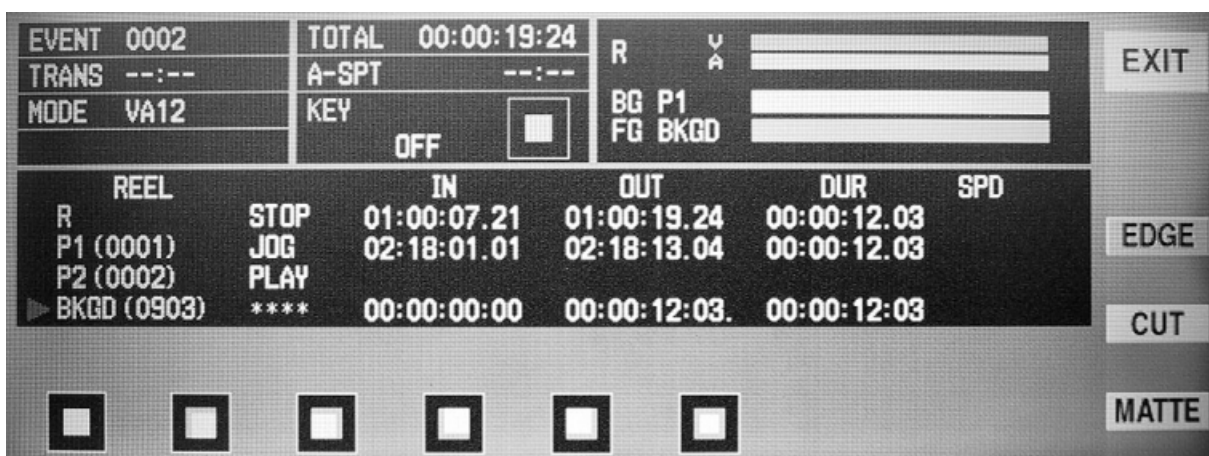 EVENT 0002
TRANS --:--
MODE VA12
TOTAL 00:00:19:24
A-SPT --:--
KEY
OFF
R V
A
BG P1
FG BKGD
EXIT
REEL IN OUT DUR SPD
R STOP 01:00:07.21 01:00:19.24 00:00:12.03
P1 (0001) JOG 02:18:01.01 02:18:13.04 00:00:12.03
P2 (0002) PLAY
BKGD (0903) **** 00:00:00:00 00:00:12:03. 00:00:12:03
EDGE
CUT
MATTE